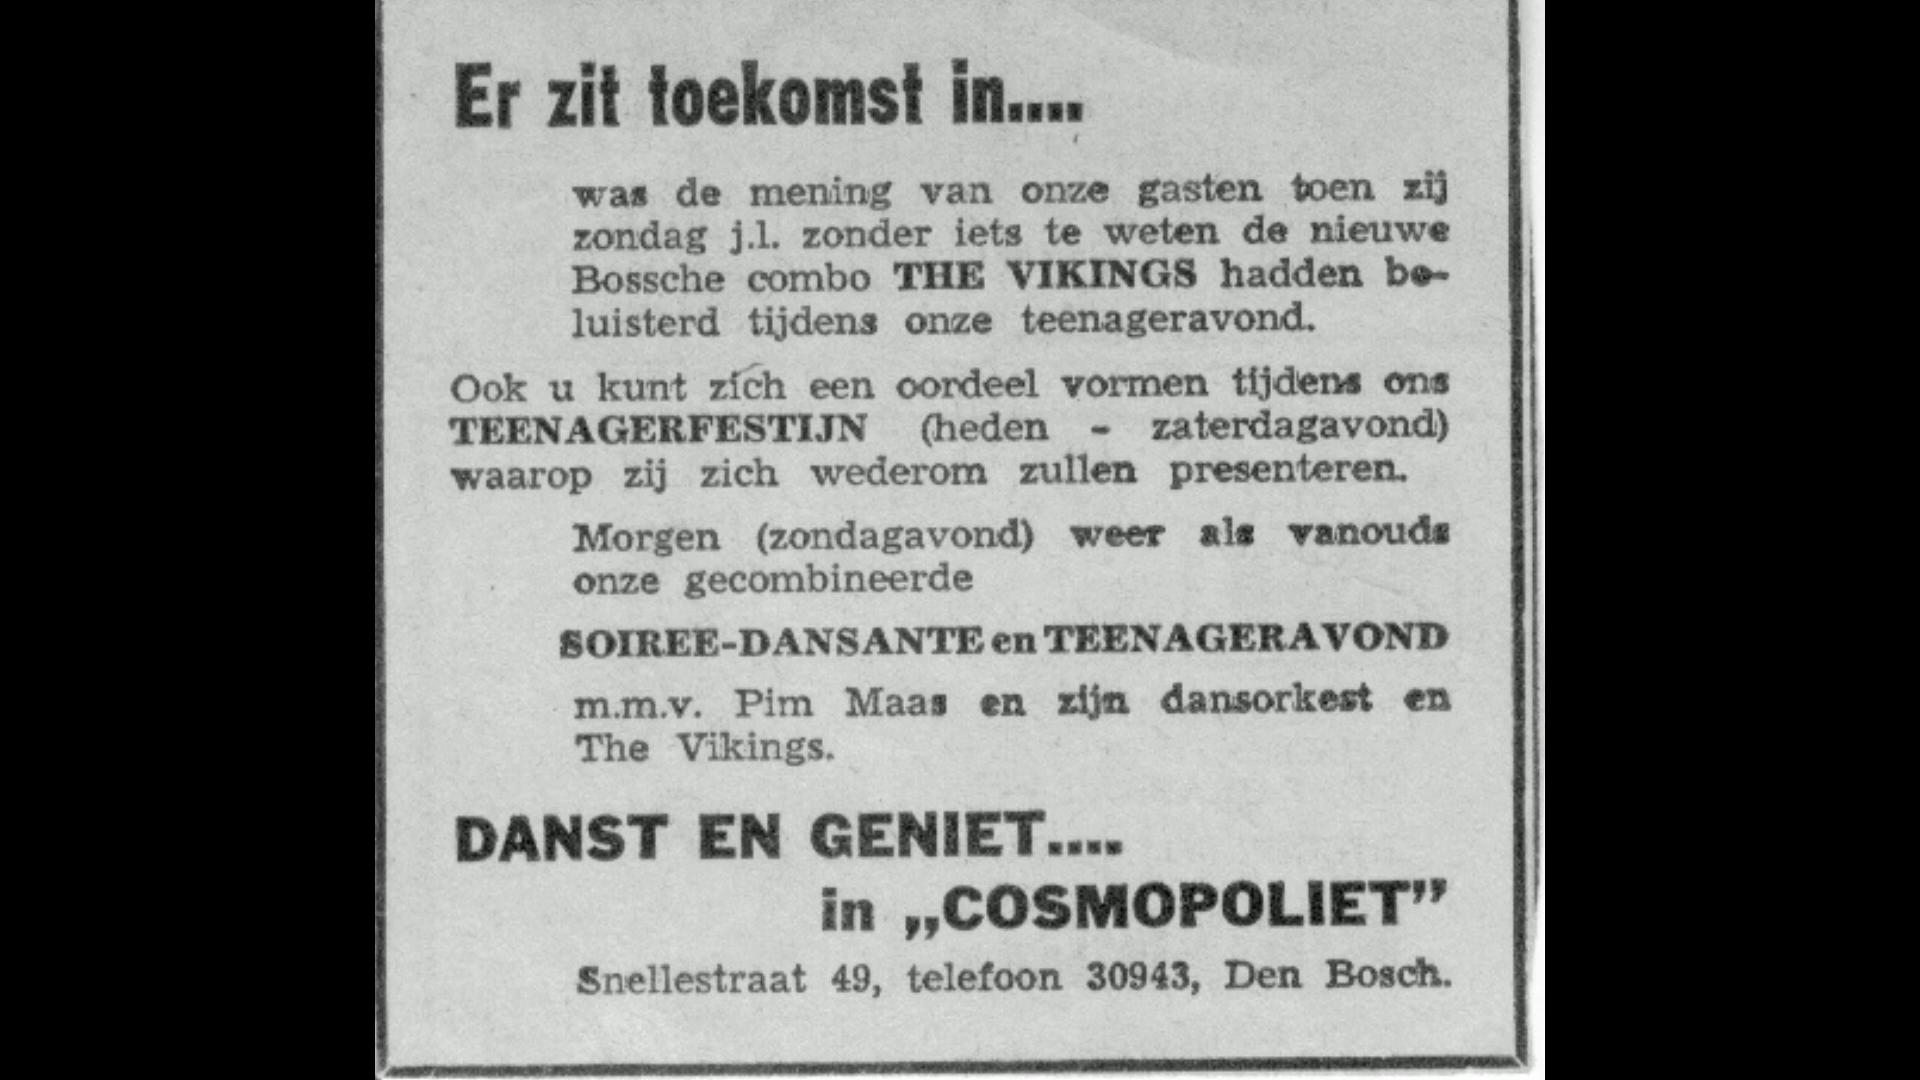 Er zit toekomst in....
was de mening van onze gasten toen zij
zondag j.l. zonder iets te weten de nieuwe
Bossche combo THE VIKINGS hadden be-
luisterd tijdens onze teenageravond.
Ook u kunt zich een oordeel vormen tijdens ons
TEENAGERFESTIJN (heden - zaterdagavond)
waarop zij zich wederom zullen presenteren.
Morgen (zondagavond) weer als vanouds
onze gecombineerde
SOIREE-DANSANTE en TEENAGERAVOND
m.m.v. Pim Maas en zijn dansorkest en
The Vikings.
DANST EN GENIET....
in „COSMOPOLIET”
Snellestraat 49, telefoon 30943, Den Bosch.